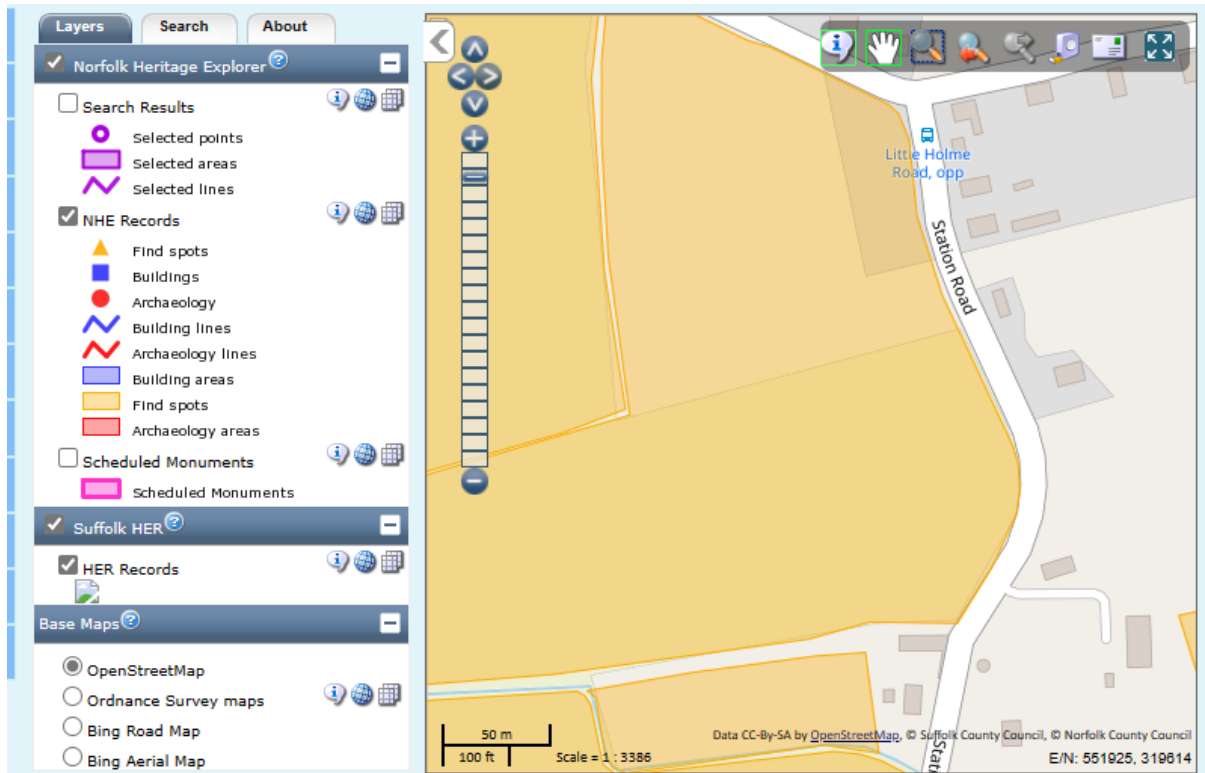 Layers
Search
About
Norfolk Heritage Explorer
Search Results
Selected points
Selected areas
Selected lines
NHE Records
Find spots
Buildings
Archaeology
Building lines
Archaeology lines
Building areas
Find spots
Archaeology areas
Scheduled Monuments
Scheduled Monuments
Suffolk HER
HER Records
Base Maps
OpenStreetMap
Ordnance Survey maps
Bing Road Map
Bing Aerial Map
Little Holme
Road, opp
Station Road
Stati
50 m
100 ft
Scale = 1 : 3386
Data CC-By-SA by OpenStreetMap, © Suffolk County Council, © Norfolk County Council
E/N: 551925, 319814